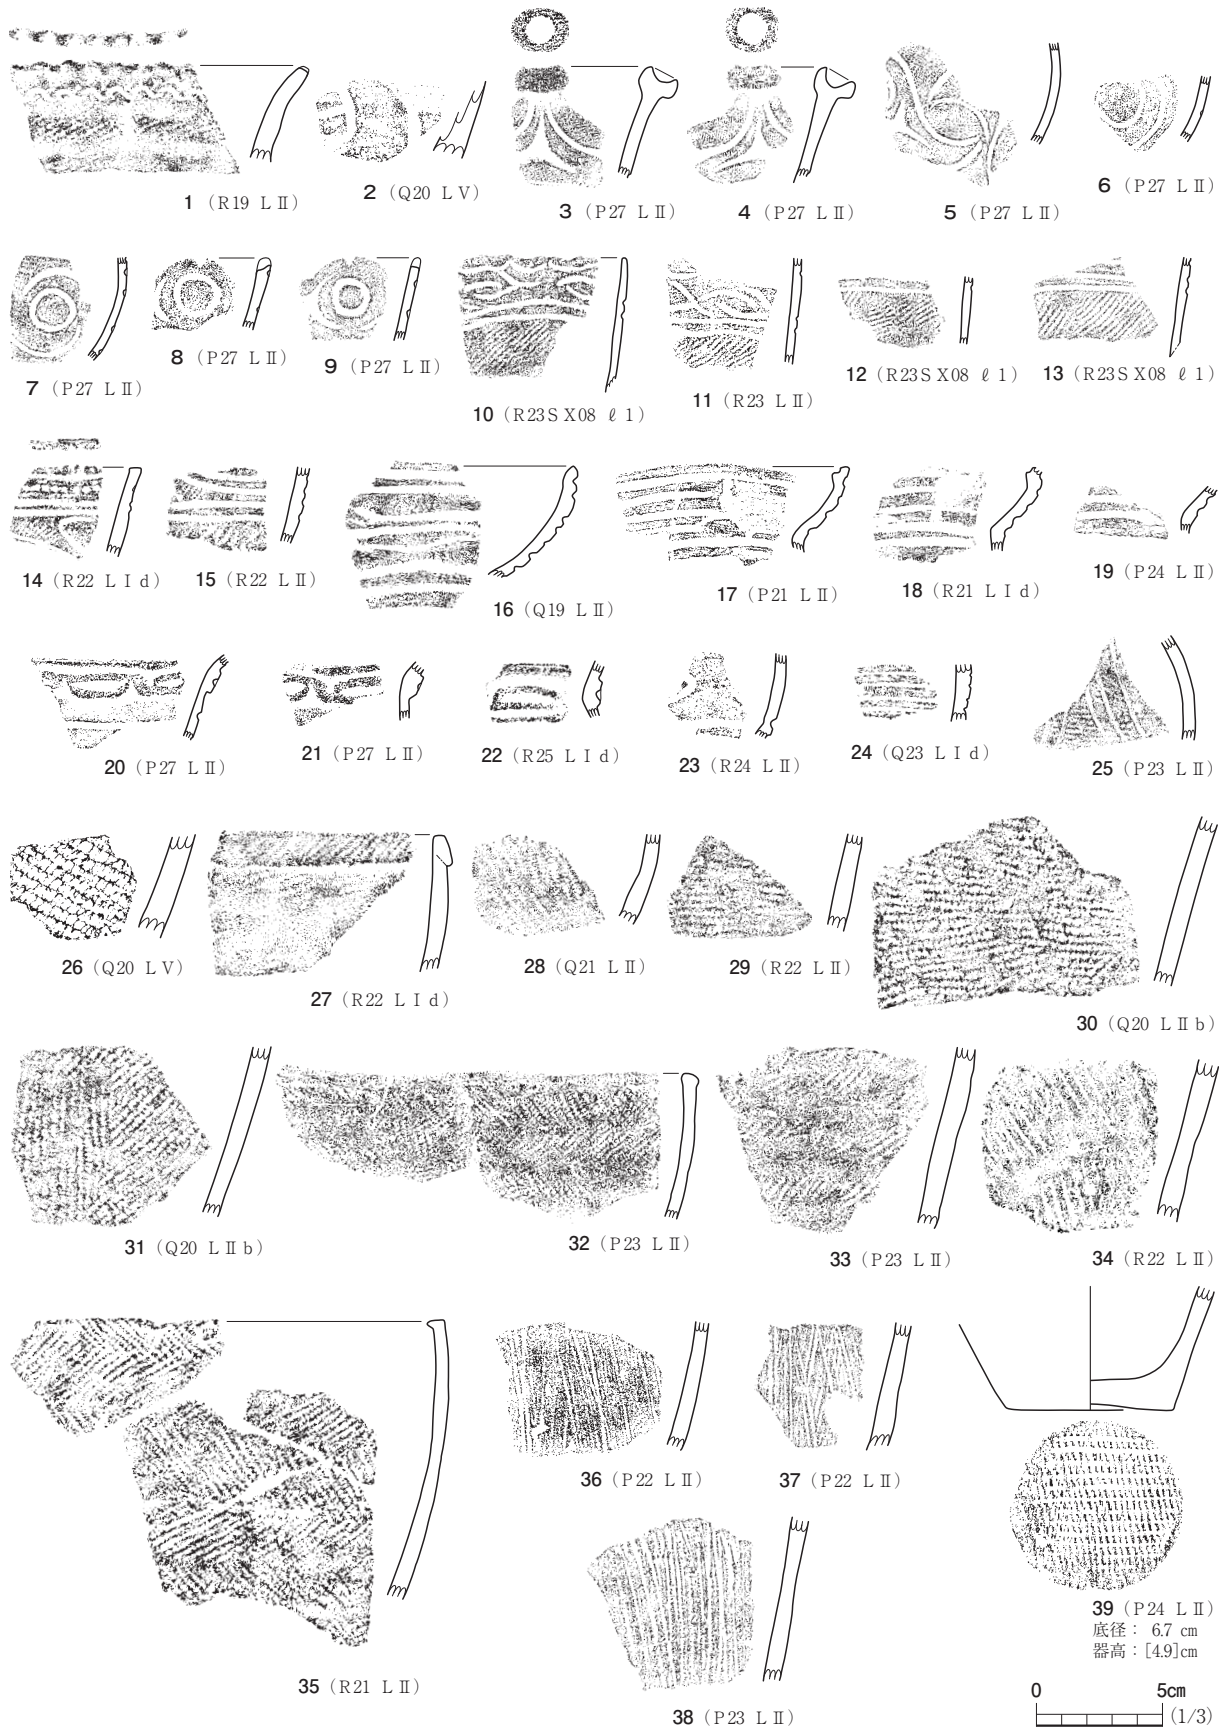 1（R19 LⅡ）
2（Q20 LⅤ）
3（P27 LⅡ）
4（P27 LⅡ）
5（P27 LⅡ）
6（P27 LⅡ）
7（P27 LⅡ）
8（P27 LⅡ）
9（P27 LⅡ）
10（R23SX08 ℓ1）
11（R23 LⅡ）
12（R23SX08 ℓ1）
13（R23SX08 ℓ1）
14（R22 LⅠd）
15（R22 LⅡ）
16（Q19 LⅡ）
17（P21 LⅡ）
18（R21 LⅠd）
19（P24 LⅡ）
20（P27 LⅡ）
21（P27 LⅡ）
22（R25 LⅠd）
23（R24 LⅡ）
24（Q23 LⅠd）
25（P23 LⅡ）
26（Q20 LⅤ）
27（R22 LⅠd）
28（Q21 LⅡ）
29（R22 LⅡ）
30（Q20 LⅡb）
31（Q20 LⅡb）
32（P23 LⅡ）
33（P23 LⅡ）
34（R22 LⅡ）
35（R21 LⅡ）
36（P22 LⅡ）
37（P22 LⅡ）
38（P23 LⅡ）
39（P24 LⅡ）
底径： 6.7 cm
器高：[4.9]cm
0 5cm
(1/3)